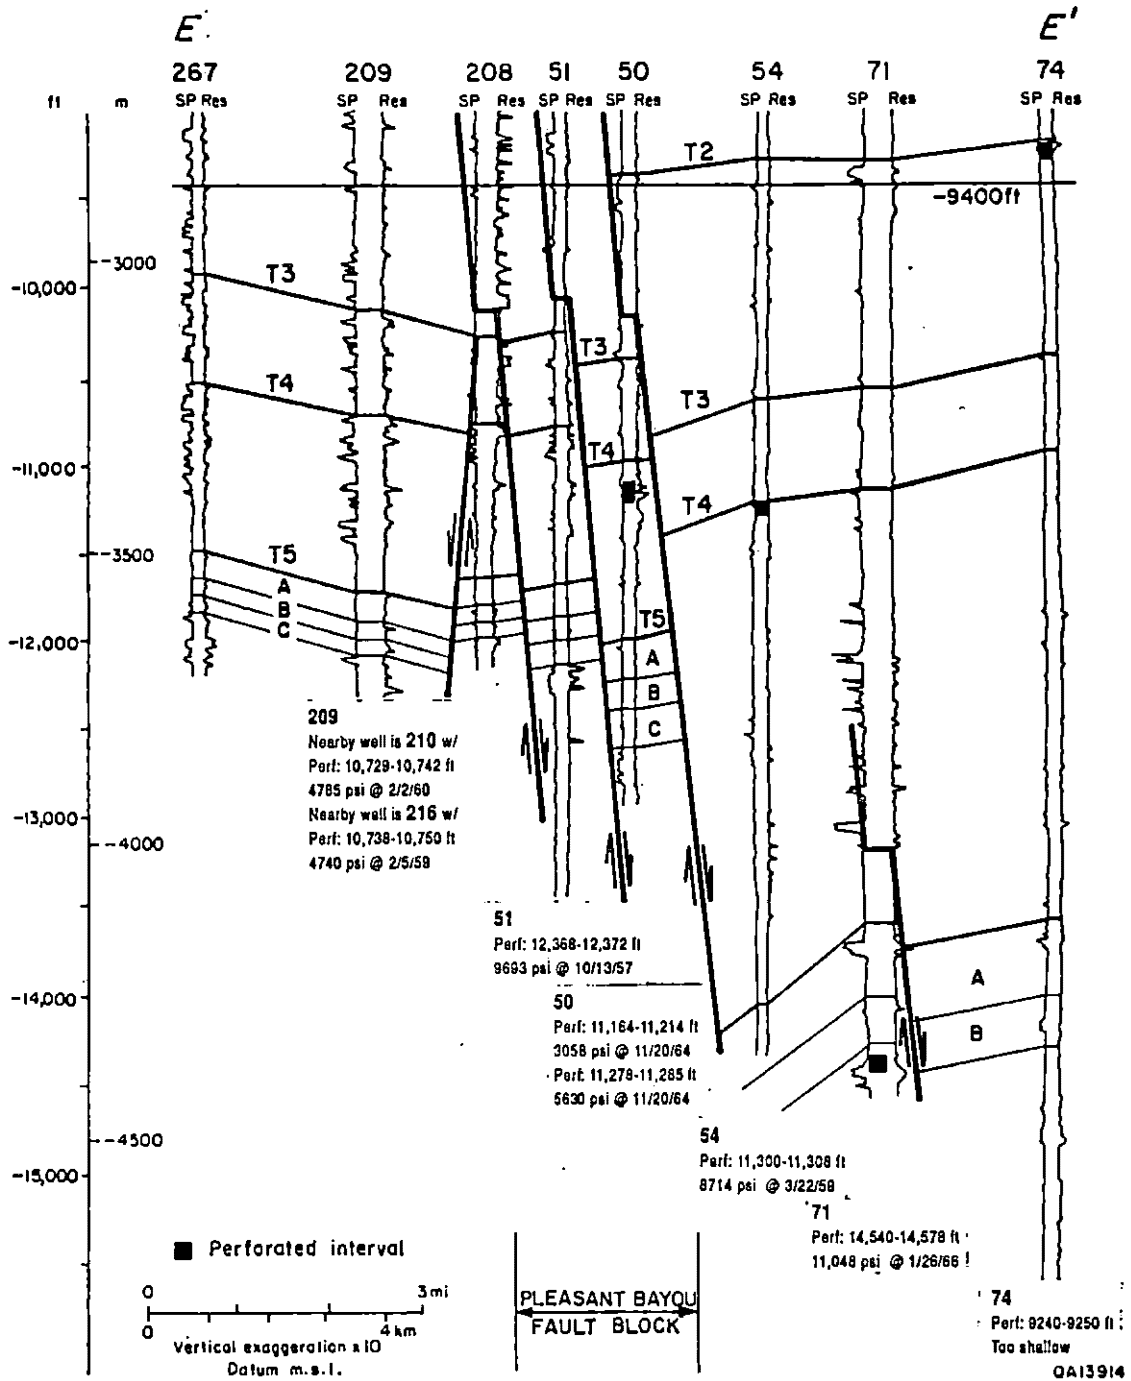 E E'
267 209 208 51 50 54 71 74
ft m SP Res SP Res SP Res SP Res SP Res SP Res SP Res SP Res
T2
-9400ft
-3000
T3
-10,000
T3
T4
T3
T4
-11,000
T4
-3500
T5
A
B
C
T5
-12,000
A
B
C
209
Nearby well is 210 w/
Perf: 10,729-10,742 ft
4785 psi @ 2/2/60
Nearby well is 216 w/
Perf: 10,738-10,750 ft
4740 psi @ 2/5/59
-13,000
-4000
51
Perf: 12,368-12,372 ft
9693 psi @ 10/13/57
-14,000
A
B
50
Perf: 11,164-11,214 ft
3058 psi @ 11/20/64
Perf: 11,278-11,285 ft
5630 psi @ 11/20/64
-4500
54
Perf: 11,300-11,308 ft
8714 psi @ 3/22/59
-15,000
71
Perf: 14,540-14,578 ft
11,048 psi @ 1/26/66
Perforated interval
0 3 mi
0 4 km
Vertical exaggeration x10
Datum m.s.l.
PLEASANT BAYOU
FAULT BLOCK
74
Perf: 9240-9250 ft
Too shallow
QA13914